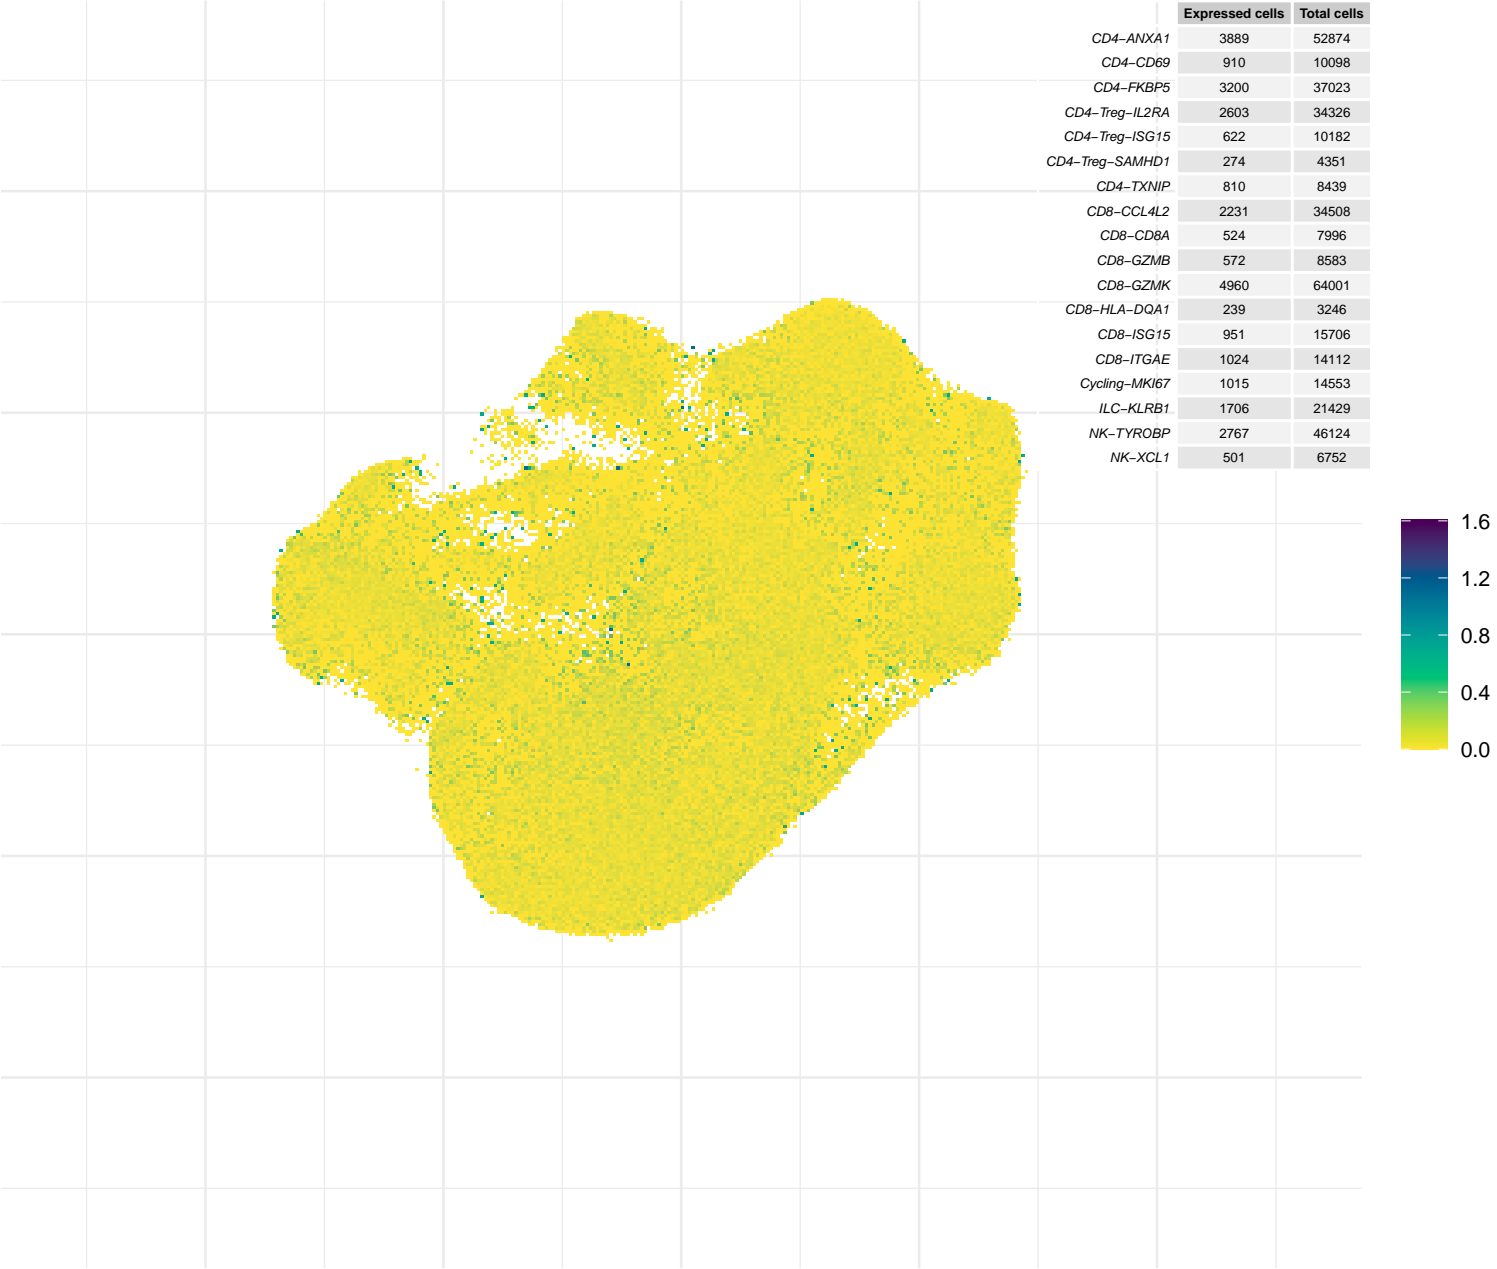 Expressed cells Total cells
CD4−ANXA1 3889 52874
CD4−CD69 910 10098
CD4−FKBP5 3200 37023
CD4−Treg−IL2RA 2603 34326
CD4−Treg−ISG15 622 10182
CD4−Treg−SAMHD1 274 4351
CD4−TXNIP 810 8439
CD8−CCL4L2 2231 34508
CD8−CD8A 524 7996
CD8−GZMB 572 8583
CD8−GZMK 4960 64001
CD8−HLA−DQA1 239 3246
CD8−ISG15 951 15706
CD8−ITGAE 1024 14112
Cycling−MKI67 1015 14553
ILC−KLRB1 1706 21429
NK−TYROBP 2767 46124
NK−XCL1 501 6752
1.6
1.2
0.8
0.4
0.0